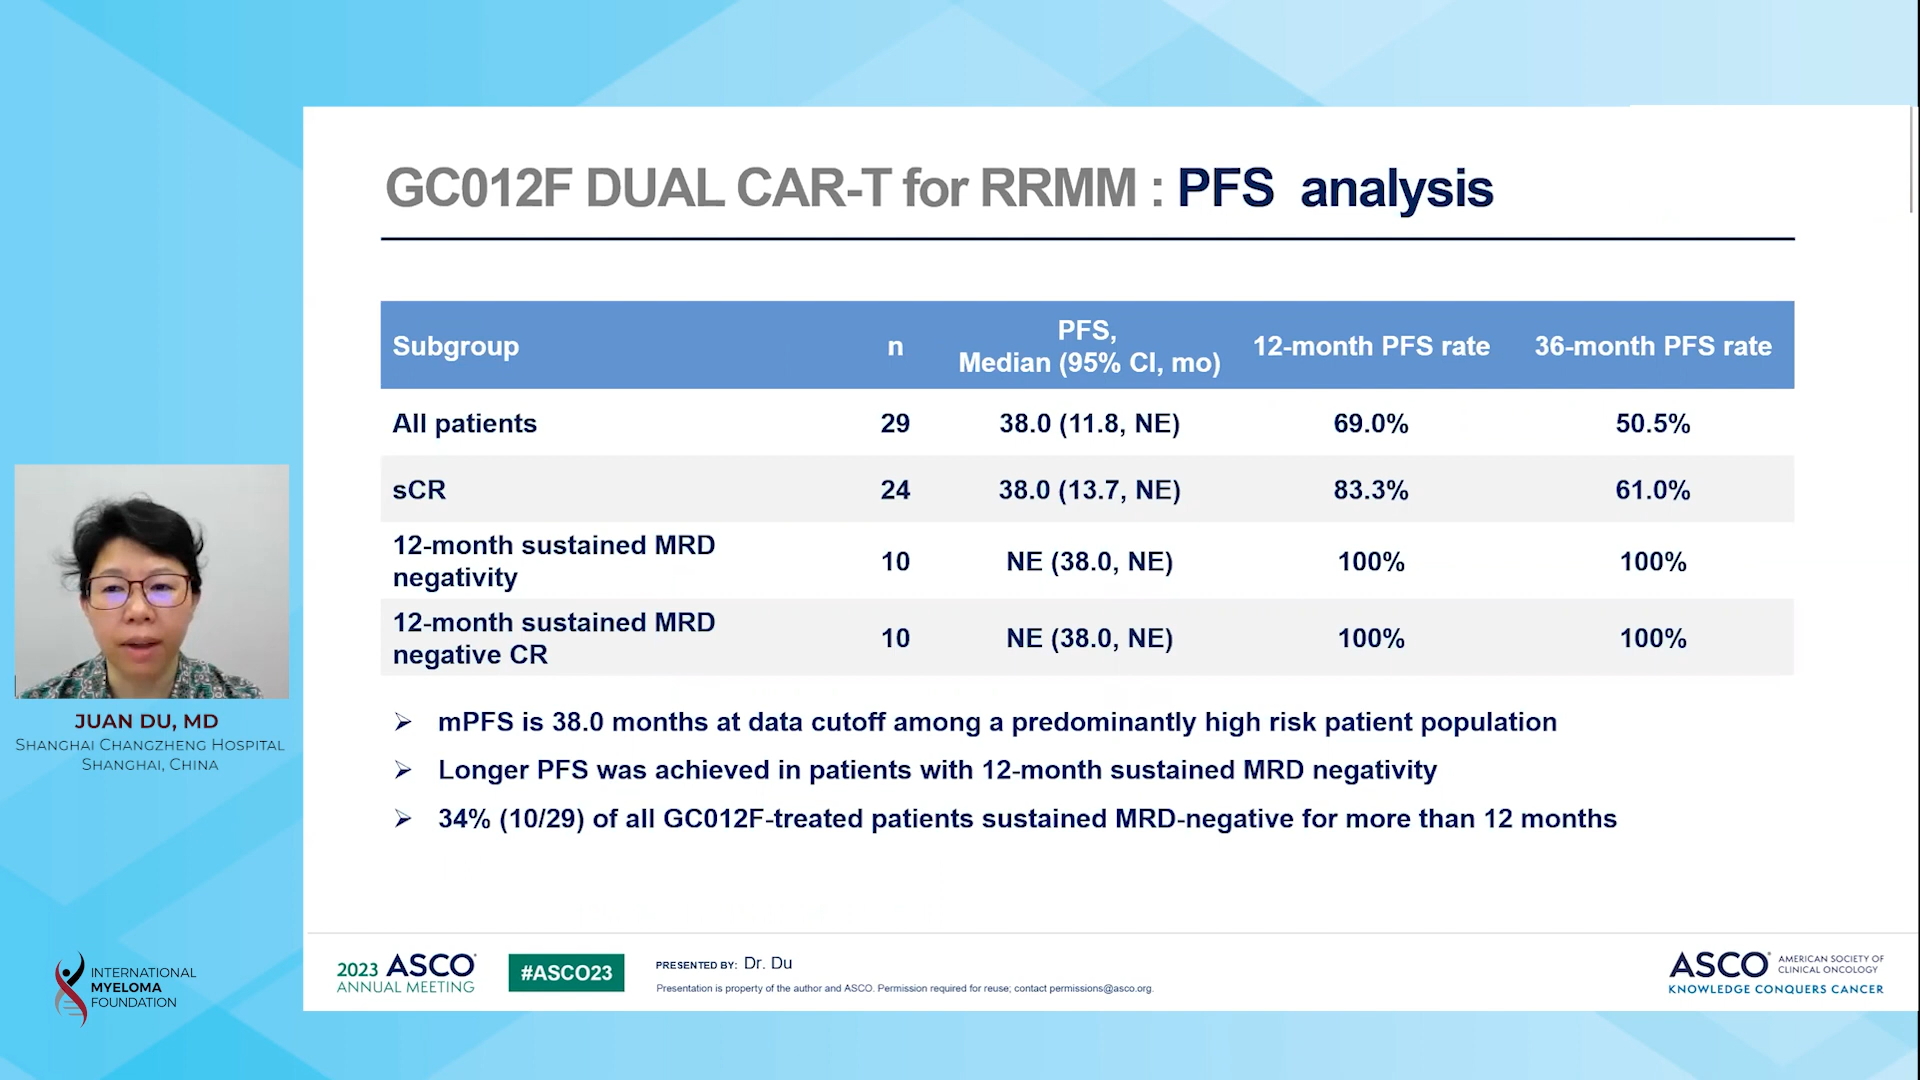 GC012F DUAL CAR-T for RRMM : PFS analysis
Subgroup n PFS, Median (95% CI, mo) 12-month PFS rate 36-month PFS rate
All patients 29 38.0 (11.8, NE) 69.0% 50.5%
sCR 24 38.0 (13.7, NE) 83.3% 61.0%
12-month sustained MRD
negativity 10 NE (38.0, NE) 100% 100%
12-month sustained MRD
negative CR 10 NE (38.0, NE) 100% 100%
➢ mPFS is 38.0 months at data cutoff among a predominantly high risk patient population
➢ Longer PFS was achieved in patients with 12-month sustained MRD negativity
➢ 34% (10/29) of all GC012F-treated patients sustained MRD-negative for more than 12 months
JUAN DU, MD
SHANGHAI CHANGZHENG HOSPITAL
SHANGHAI, CHINA
INTERNATIONAL
MYELOMA
FOUNDATION
2023 ASCO®
ANNUAL MEETING
#ASCO23
PRESENTED BY: Dr. Du
Presentation is property of the author and ASCO. Permission required for reuse; contact permissions@asco.org.
ASCO® AMERICAN SOCIETY OF
CLINICAL ONCOLOGY
KNOWLEDGE CONQUERS CANCER